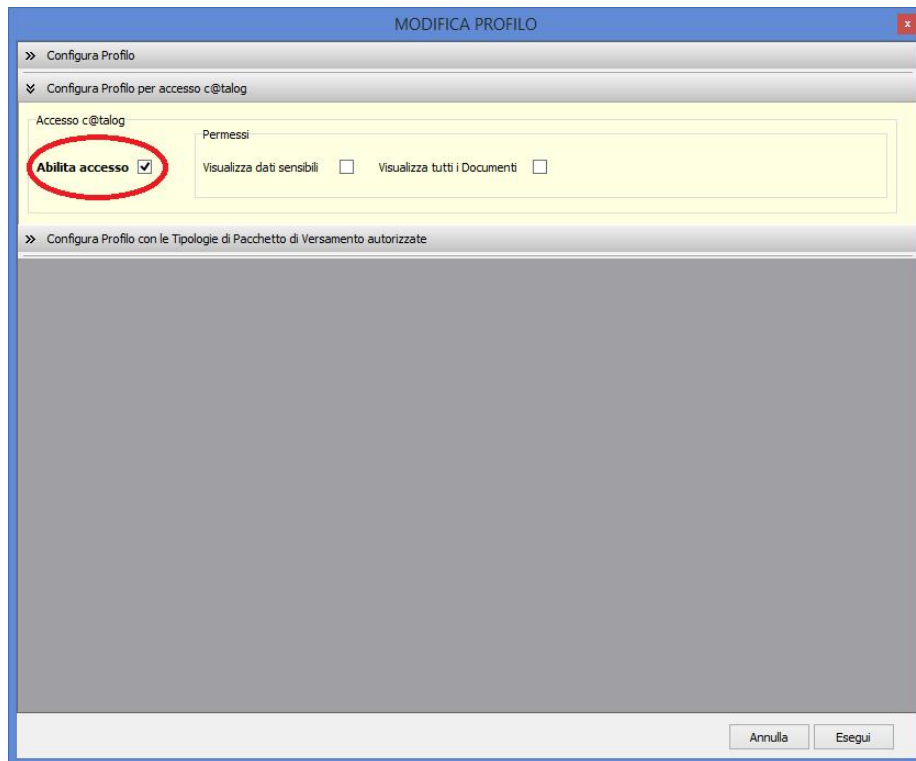 MODIFICA PROFILO
x
Configura Profilo
Configura Profilo per accesso c@talog
Accesso c@talog
Permessi
Abilita accesso Visualizza dati sensibili Visualizza tutti i Documenti
Configura Profilo con le Tipologie di Pacchetto di Versamento autorizzate
Annulla Esegui